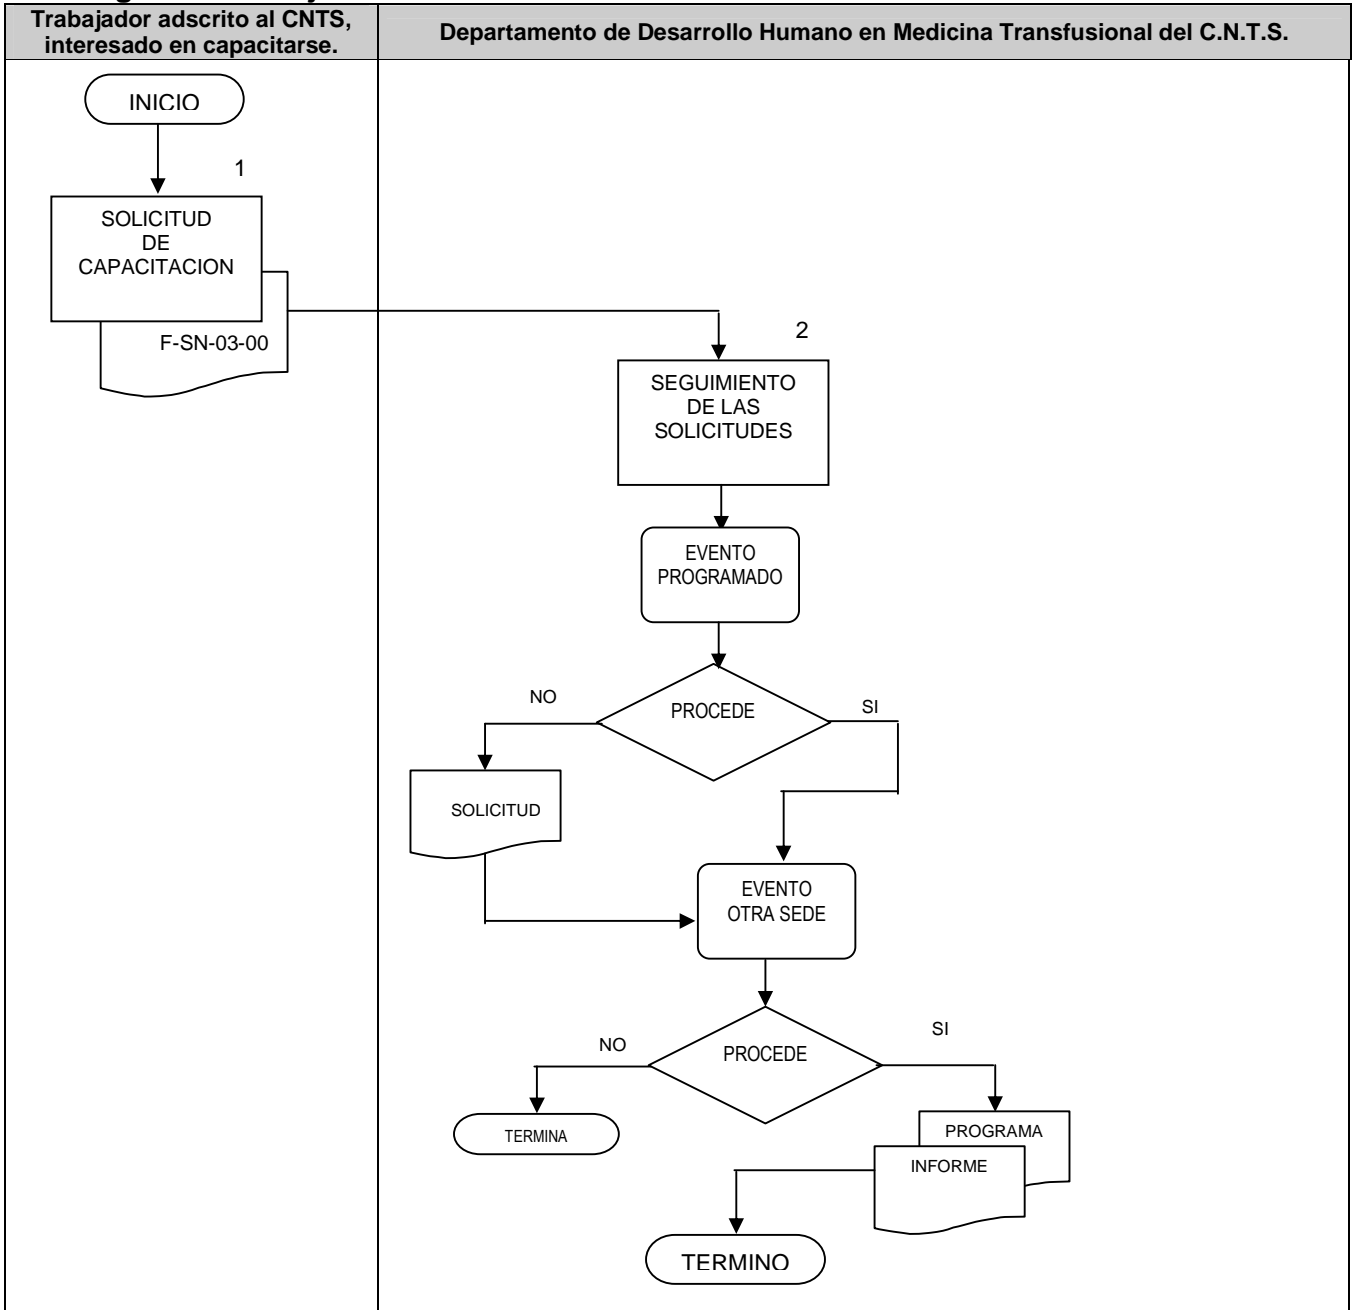 Trabajador adscrito al CNTS,
interesado en capacitarse.
Departamento de Desarrollo Humano en Medicina Transfusional del C.N.T.S.
INICIO
1
SOLICITUD
DE
CAPACITACION
F-SN-03-00
2
SEGUIMIENTO
DE LAS
SOLICITUDES
EVENTO
PROGRAMADO
NO
PROCEDE
SI
SOLICITUD
EVENTO
OTRA SEDE
NO
PROCEDE
SI
TERMINA
PROGRAMA
INFORME
TERMINO